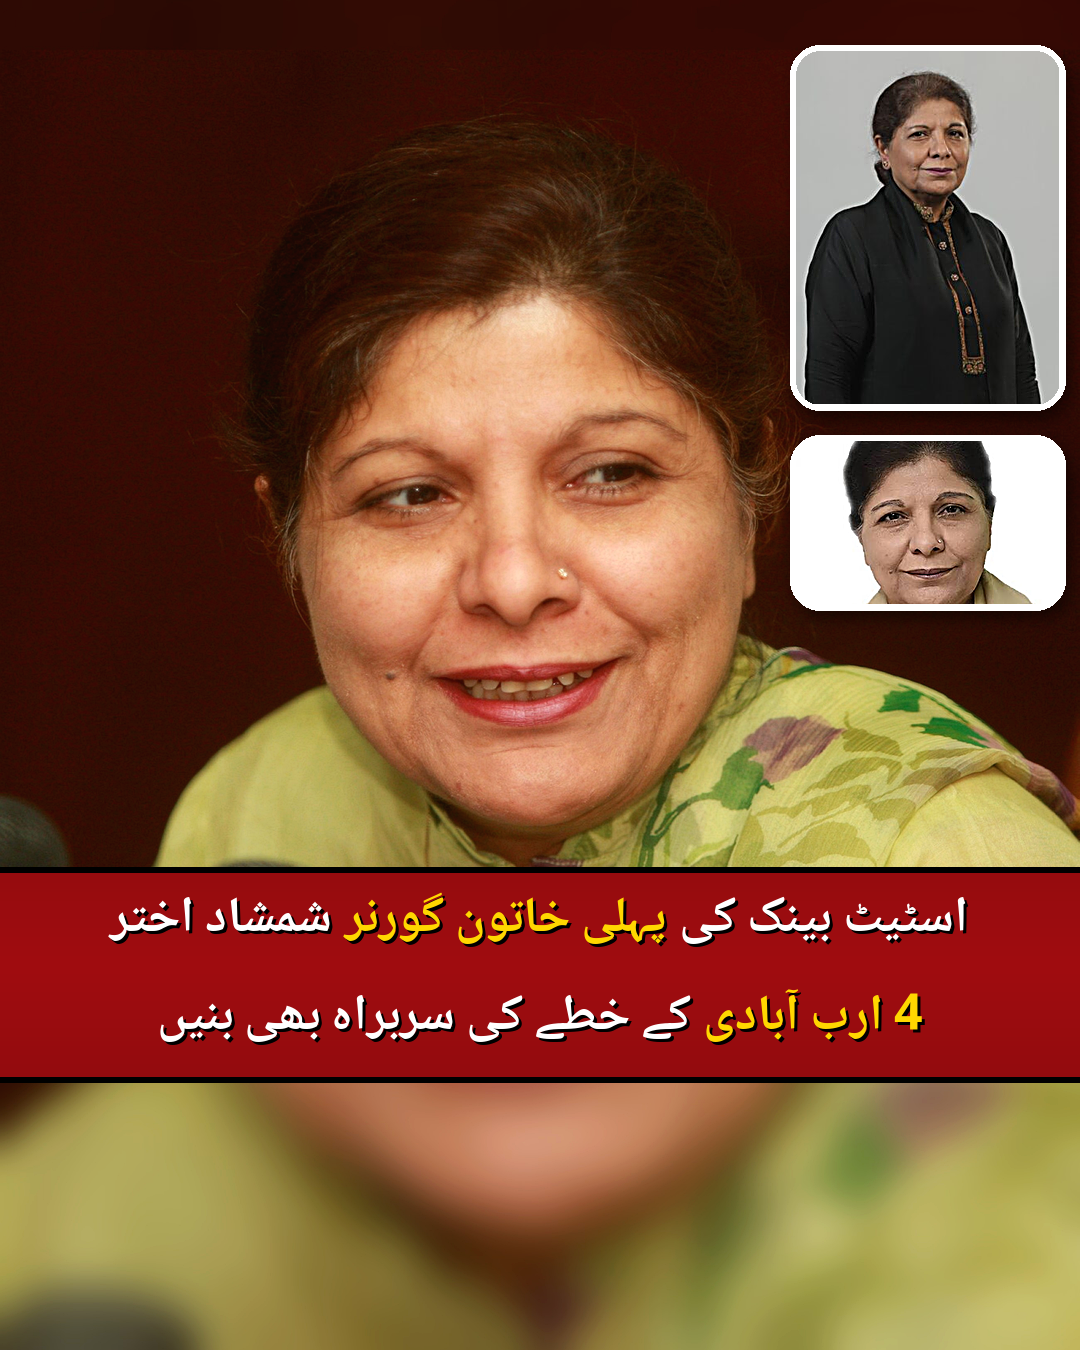 اسٹیٹ بینک کی پہلی خاتون گورنر شمشاد اختر
4 ارب آبادی کے خطے کی سربراہ بھی بنیں